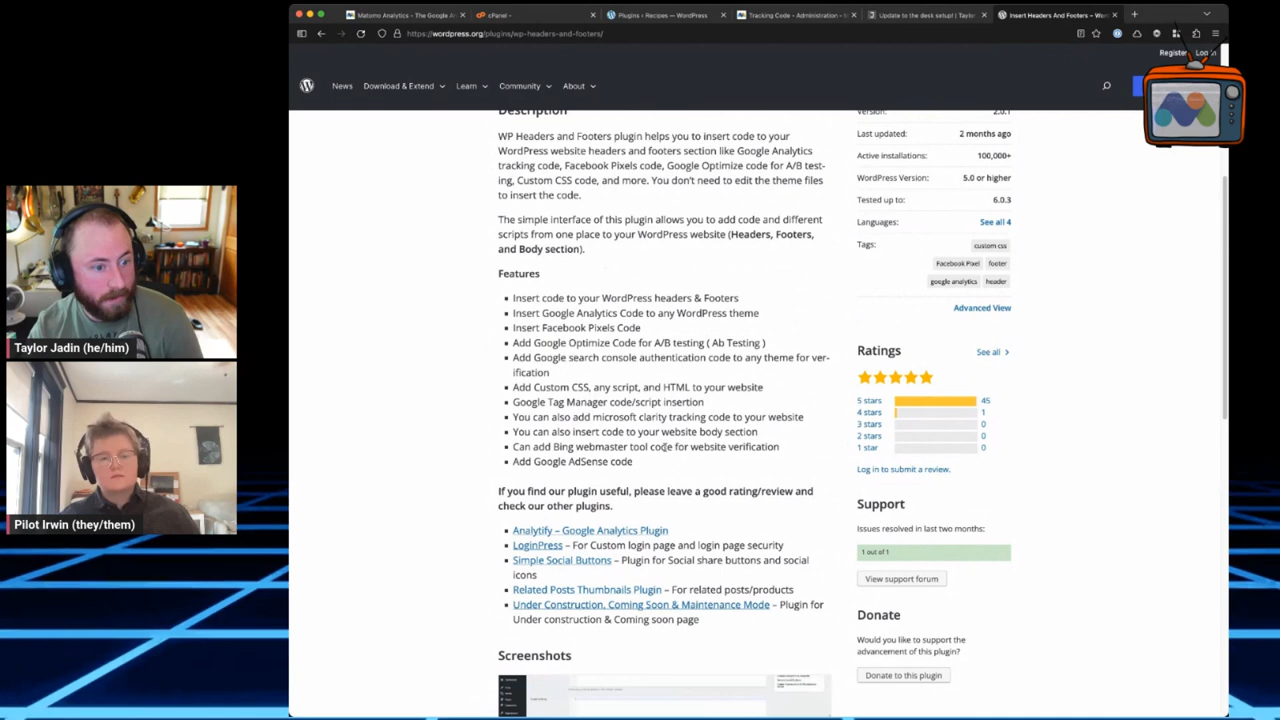 Matomo Analytics - The Google An
cPanel -
Plugins ‹ Recipes — WordPress
Tracking Code - Administration - M
Update to the desk setup! | Taylor
Insert Headers And Footers – Wor
https://wordpress.org/plugins/wp-headers-and-footers/
Register
Log in
News
Download & Extend
Learn
Community
About
Description
WP Headers and Footers plugin helps you to insert code to your
WordPress website headers and footers section like Google Analytics
tracking code, Facebook Pixels code, Google Optimize code for A/B test-
ing, Custom CSS code, and more. You don't need to edit the theme files
to insert the code.
The simple interface of this plugin allows you to add code and different
scripts from one place to your WordPress website (Headers, Footers,
and Body section).
Features
Insert code to your WordPress headers & Footers
Insert Google Analytics Code to any WordPress theme
Insert Facebook Pixels Code
Add Google Optimize Code for A/B testing ( Ab Testing )
Add Google search console authentication code to any theme for ver-
ification
Add Custom CSS, any script, and HTML to your website
Google Tag Manager code/script insertion
You can also add microsoft clarity tracking code to your website
You can also insert code to your website body section
Can add Bing webmaster tool code for website verification
Add Google AdSense code
If you find our plugin useful, please leave a good rating/review and
check our other plugins.
Analytify – Google Analytics Plugin
LoginPress – For Custom login page and login page security
Simple Social Buttons – Plugin for Social share buttons and social
icons
Related Posts Thumbnails Plugin – For related posts/products
Under Construction, Coming Soon & Maintenance Mode – Plugin for
Under construction & Coming soon page
Screenshots
Version: 2.0.1
Last updated: 2 months ago
Active installations: 100,000+
WordPress Version: 5.0 or higher
Tested up to: 6.0.3
Languages: See all 4
Tags: custom css
Facebook Pixel footer
google analytics header
Advanced View
Ratings See all
5 stars 45
4 stars 1
3 stars 0
2 stars 0
1 star 0
Log in to submit a review.
Support
Issues resolved in last two months:
1 out of 1
View support forum
Donate
Would you like to support the
advancement of this plugin?
Donate to this plugin
Taylor Jadin (he/him)
Pilot Irwin (they/them)